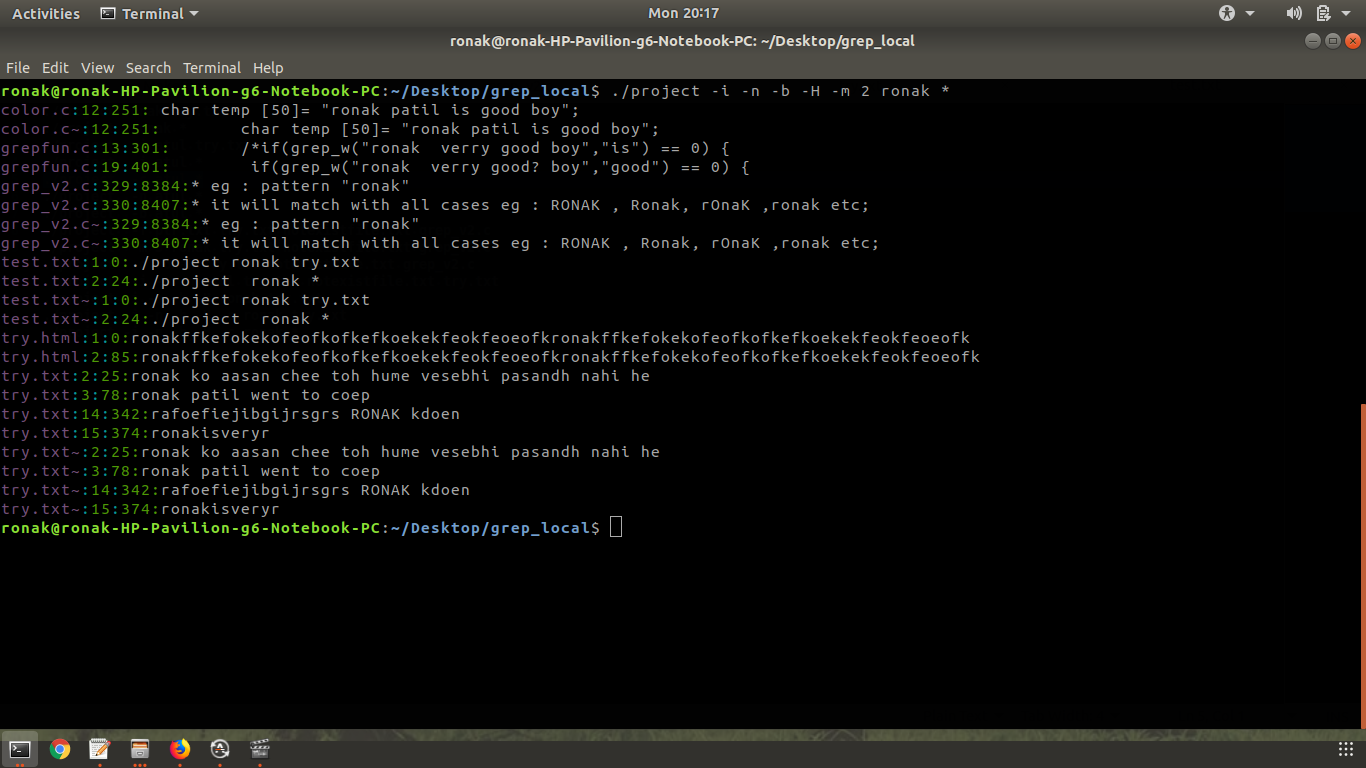 Activities Terminal Mon 20:17
ronak@ronak-HP-Pavilion-g6-Notebook-PC: ~/Desktop/grep_local
File Edit View Search Terminal Help
ronak@ronak-HP-Pavilion-g6-Notebook-PC:~/Desktop/grep_local$ ./project -i -n -b -H -m 2 ronak *
color.c:12:251: char temp [50]= "ronak patil is good boy";
color.c~:12:251:        char temp [50]= "ronak patil is good boy";
grepfun.c:13:301:       /*if(grep_w("ronak  verry good boy","is") == 0) {
grepfun.c:19:401:        if(grep_w("ronak  verry good? boy","good") == 0) {
grep_v2.c:329:8384:* eg : pattern "ronak"
grep_v2.c:330:8407:* it will match with all cases eg : RONAK , Ronak, rOnaK ,ronak etc;
grep_v2.c~:329:8384:* eg : pattern "ronak"
grep_v2.c~:330:8407:* it will match with all cases eg : RONAK , Ronak, rOnaK ,ronak etc;
test.txt:1:0:./project ronak try.txt
test.txt:2:24:./project  ronak *
test.txt~:1:0:./project ronak try.txt
test.txt~:2:24:./project  ronak *
try.html:1:0:ronakffkefokekofeofkofkefkoekekfeokfeoeofkronakffkefokekofeofkofkefkoekekfeokfeoeofk
try.html:2:85:ronakffkefokekofeofkofkefkoekekfeokfeoeofkronakffkefokekofeofkofkefkoekekfeokfeoeofk
try.txt:2:25:ronak ko aasan chee toh hume vesebhi pasandh nahi he
try.txt:3:78:ronak patil went to coep
try.txt:14:342:rafoefiejibgijrsgrs RONAK kdoen
try.txt:15:374:ronakisveryr
try.txt~:2:25:ronak ko aasan chee toh hume vesebhi pasandh nahi he
try.txt~:3:78:ronak patil went to coep
try.txt~:14:342:rafoefiejibgijrsgrs RONAK kdoen
try.txt~:15:374:ronakisveryr
ronak@ronak-HP-Pavilion-g6-Notebook-PC:~/Desktop/grep_local$